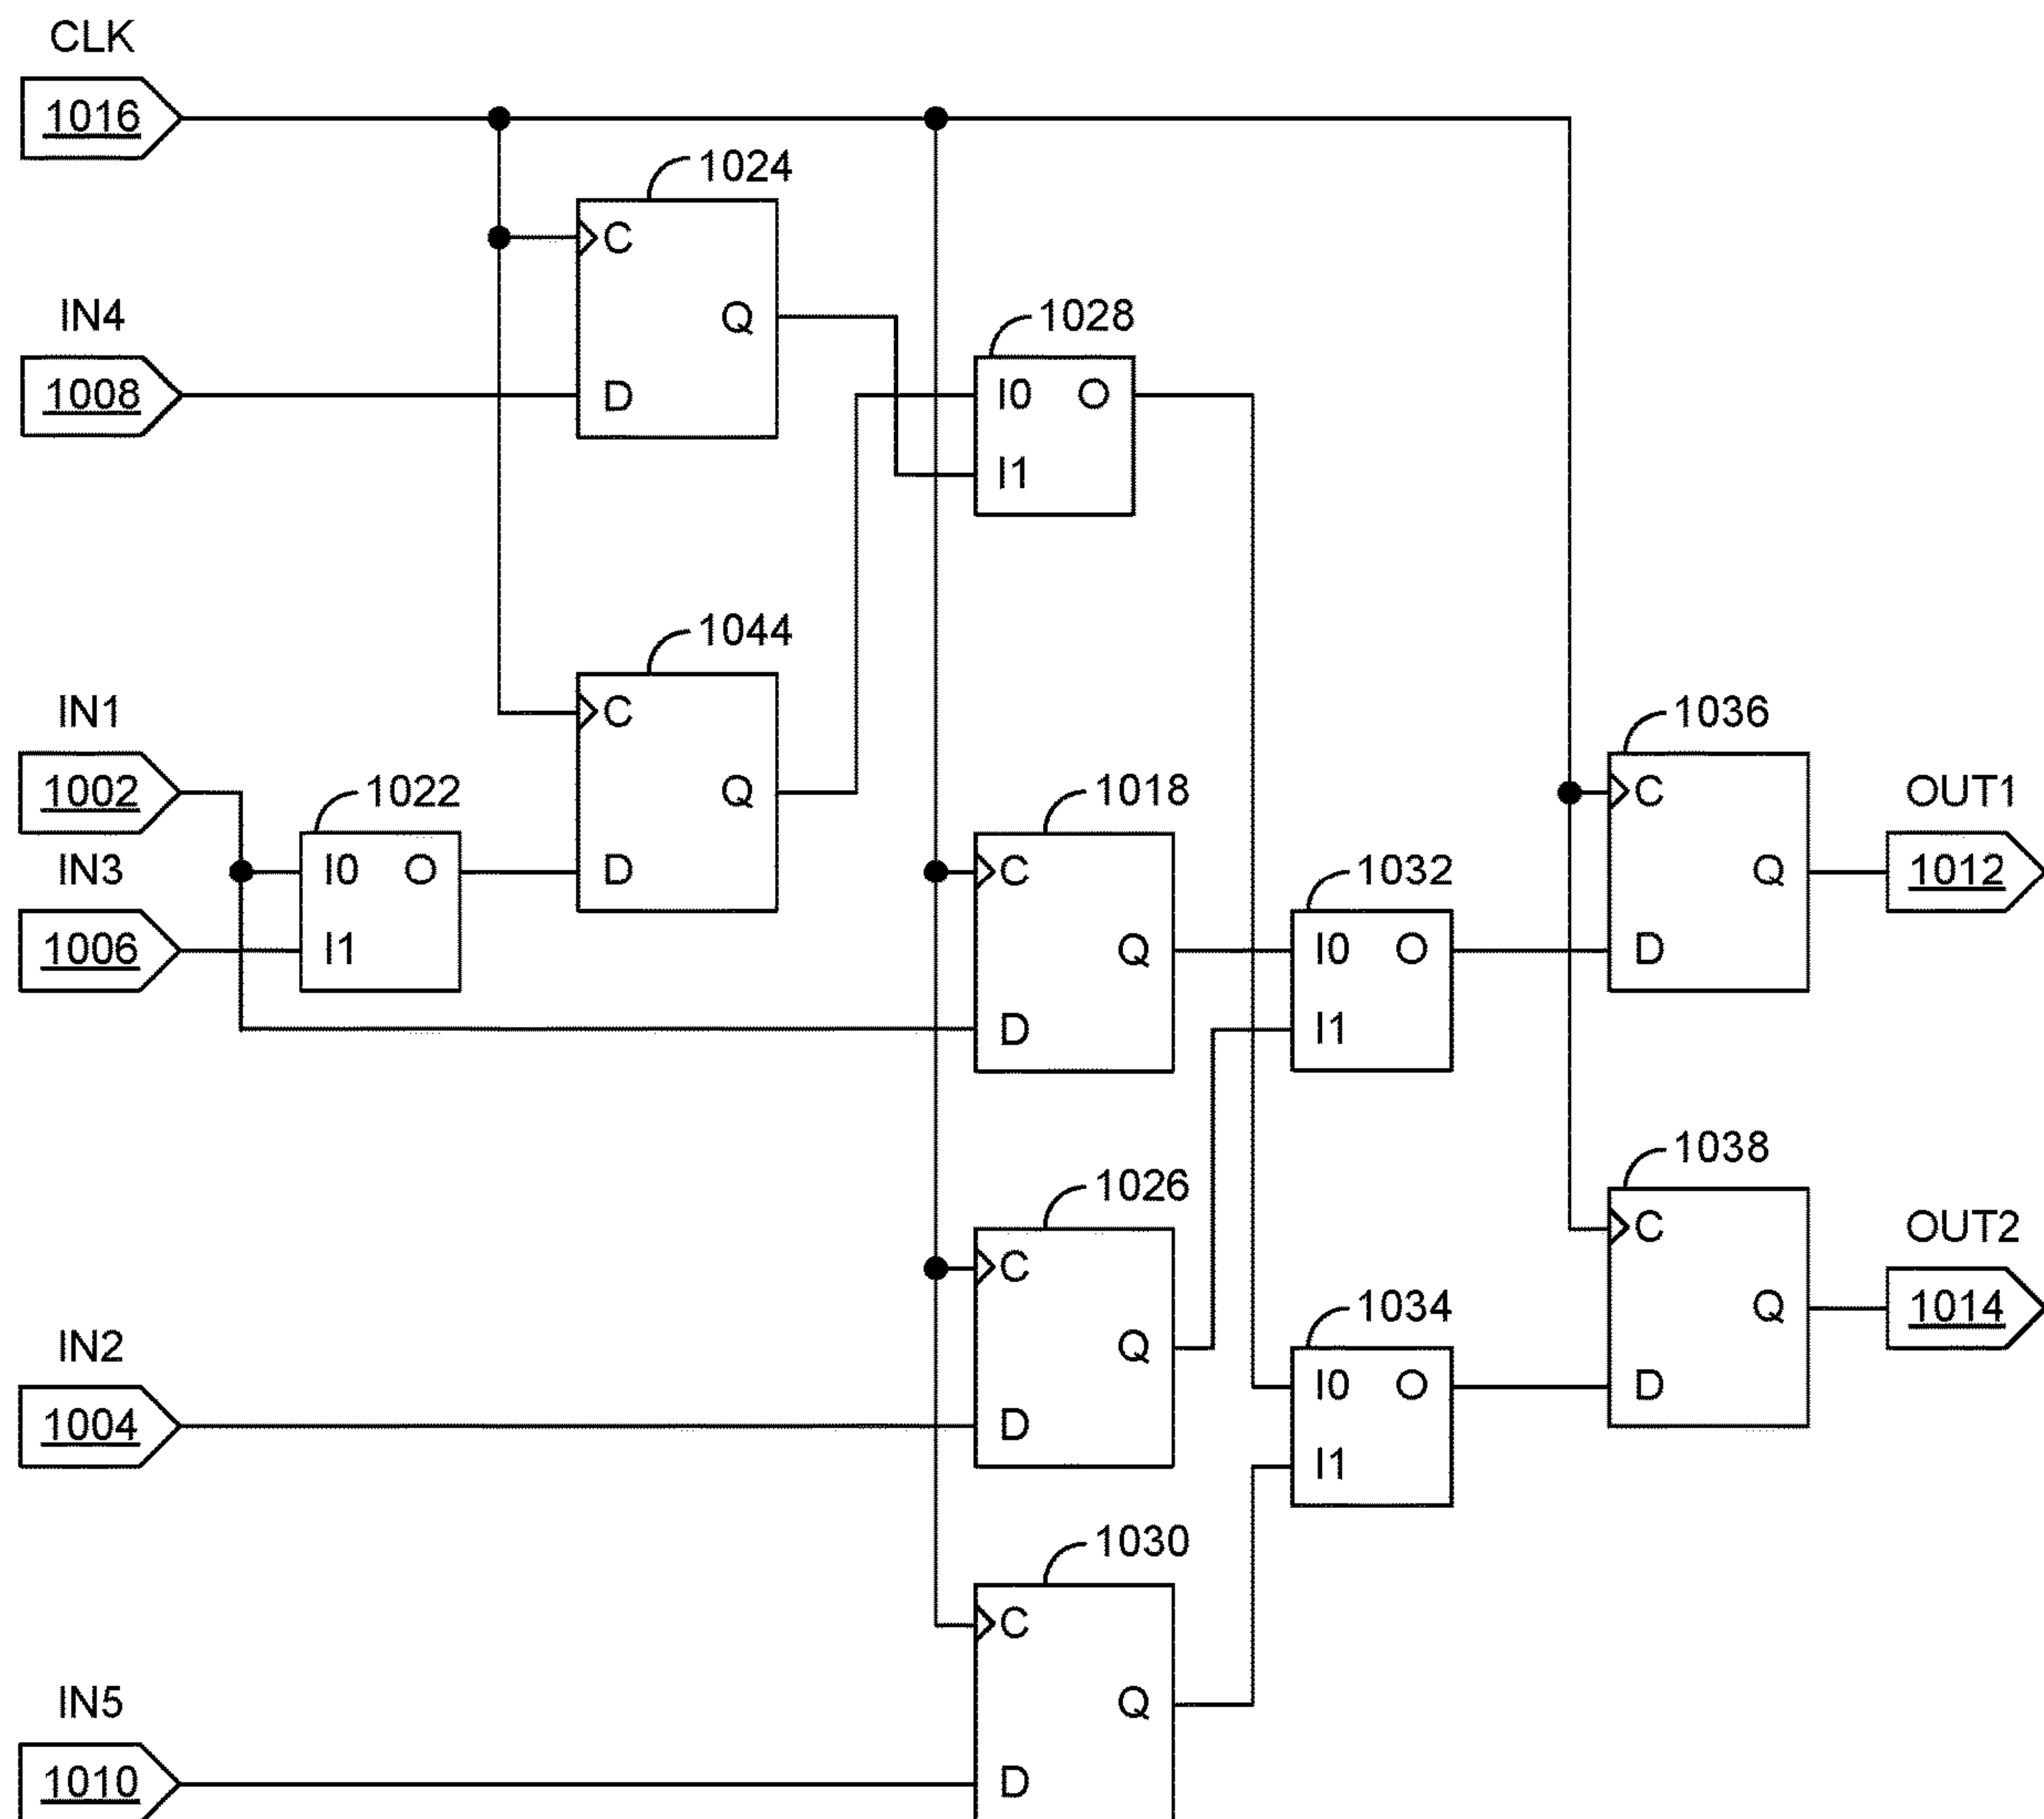 CLK
1016
1024
C
Q
D
IN4
1008
1028
I0 O
I1
1044
C
Q
D
IN1
1002
1022
I0 O
I1
IN3
1006
1018
C
Q
D
1032
I0 O
I1
1036
C
Q
D
OUT1
1012
1026
C
Q
D
IN2
1004
1034
I0 O
I1
1038
C
Q
D
OUT2
1014
1030
C
Q
D
IN5
1010